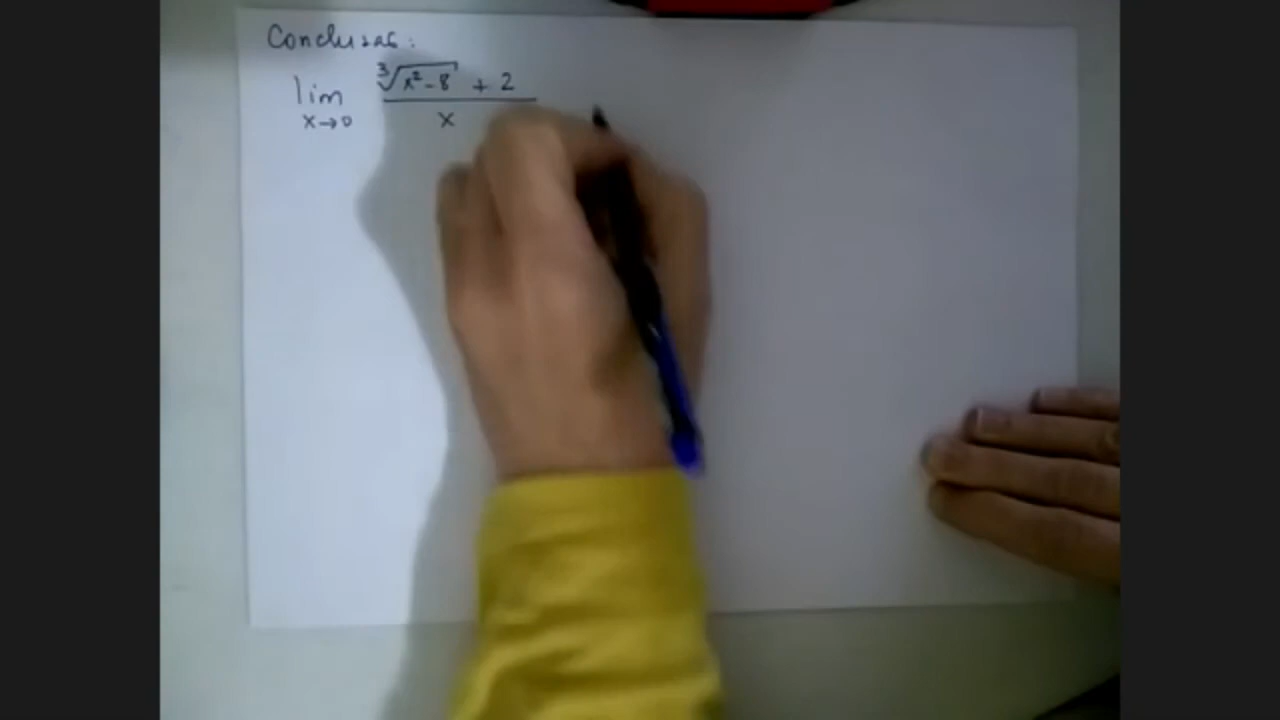 Conclusão:
lim ∛(x² - 8) + 2
x→0 x